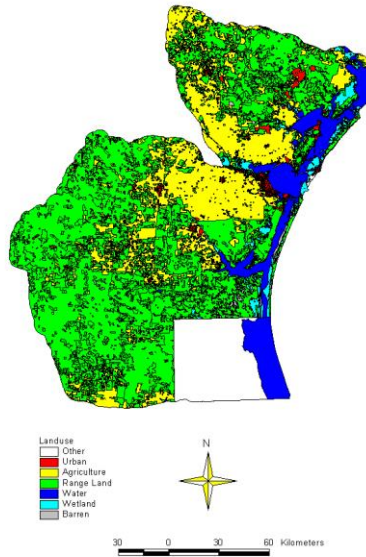 Landuse
Other
Urban
Agriculture
Range Land
Water
Wetland
Barren
N
30 0 30 60 Kilometers